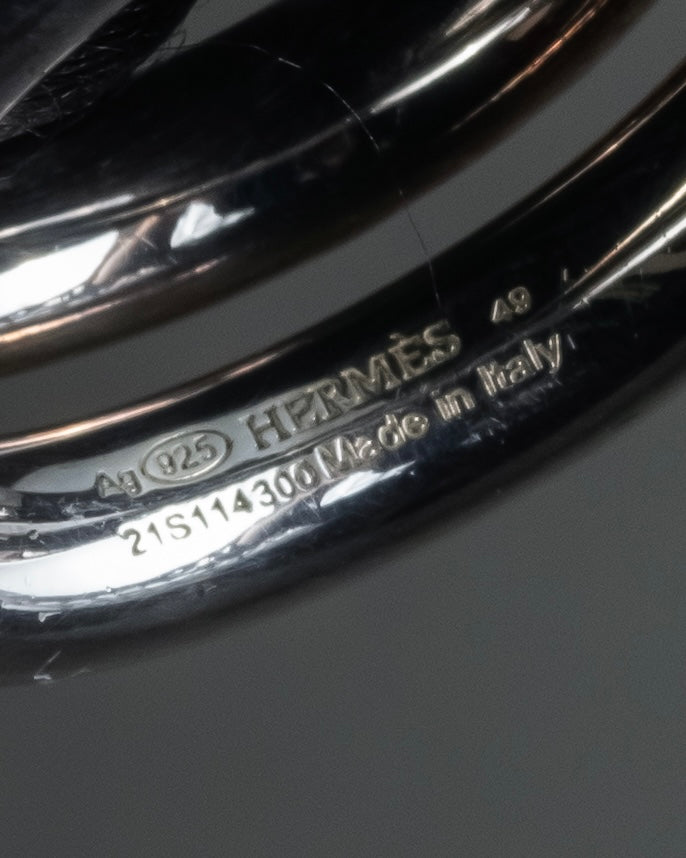 Ag 925 HERMÈS 49
21S114300 Made in Italy